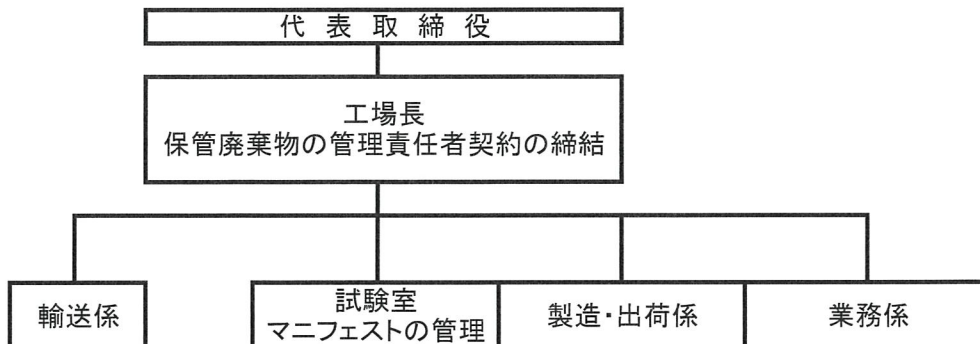 代表取締役
工場長
保管廃棄物の管理責任者契約の締結
輸送係
試験室
マニフェストの管理
製造・出荷係
業務係